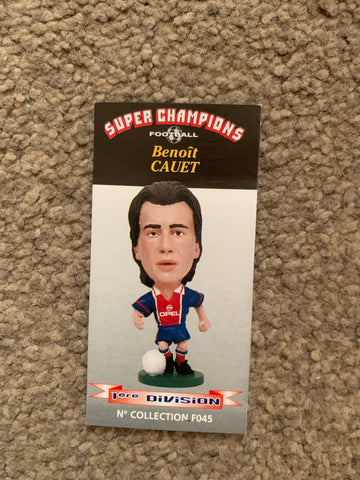 SUPER CHAMPIONS
FOOTBALL
Benoît
CAUET
OPEL
1ère DIVISION
N° COLLECTION F045